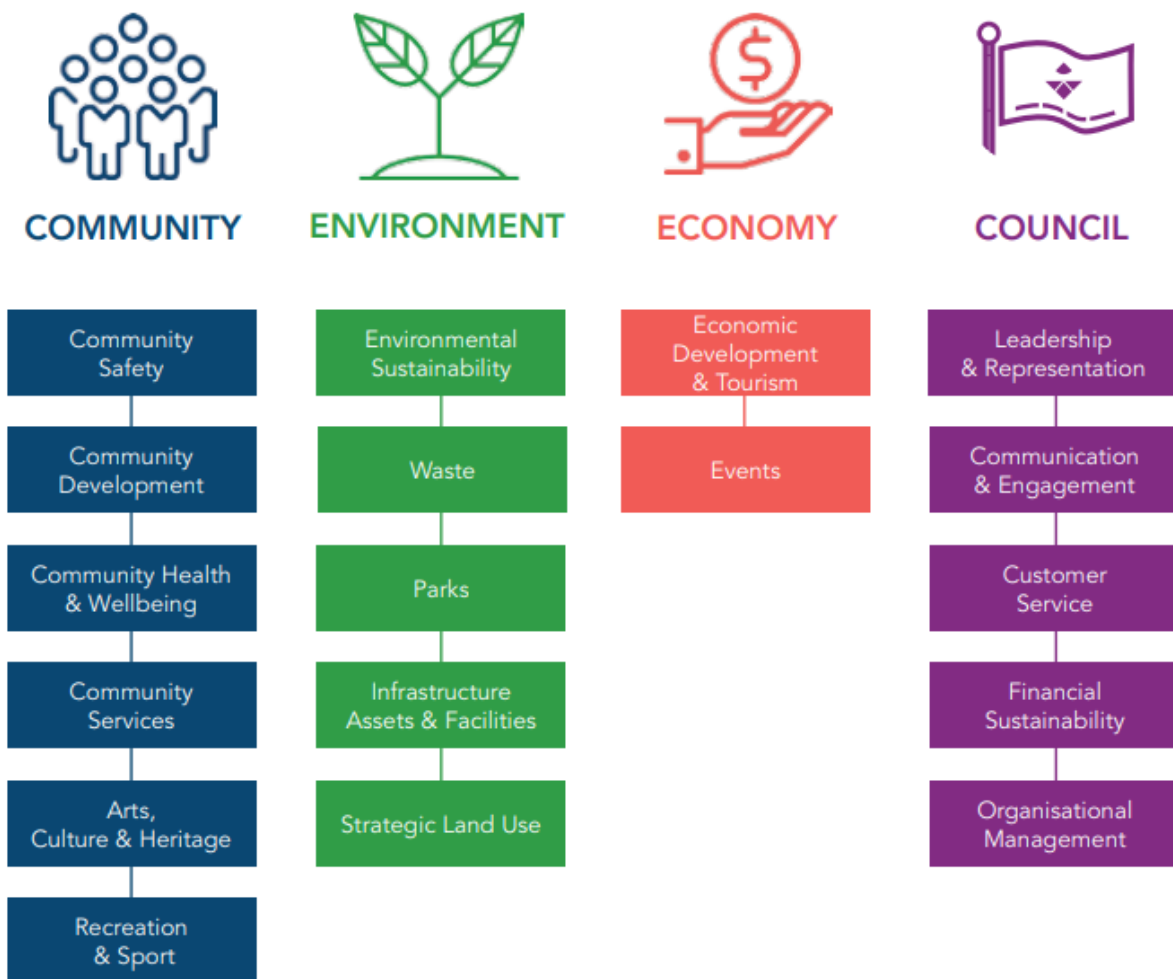 COMMUNITY
Community
Safety
Community
Development
Community Health
& Wellbeing
Community
Services
Arts,
Culture & Heritage
Recreation
& Sport
ENVIRONMENT
Environmental
Sustainability
Waste
Parks
Infrastructure
Assets & Facilities
Strategic Land Use
$
ECONOMY
Economic
Development
& Tourism
Events
COUNCIL
Leadership
& Representation
Communication
& Engagement
Customer
Service
Financial
Sustainability
Organisational
Management